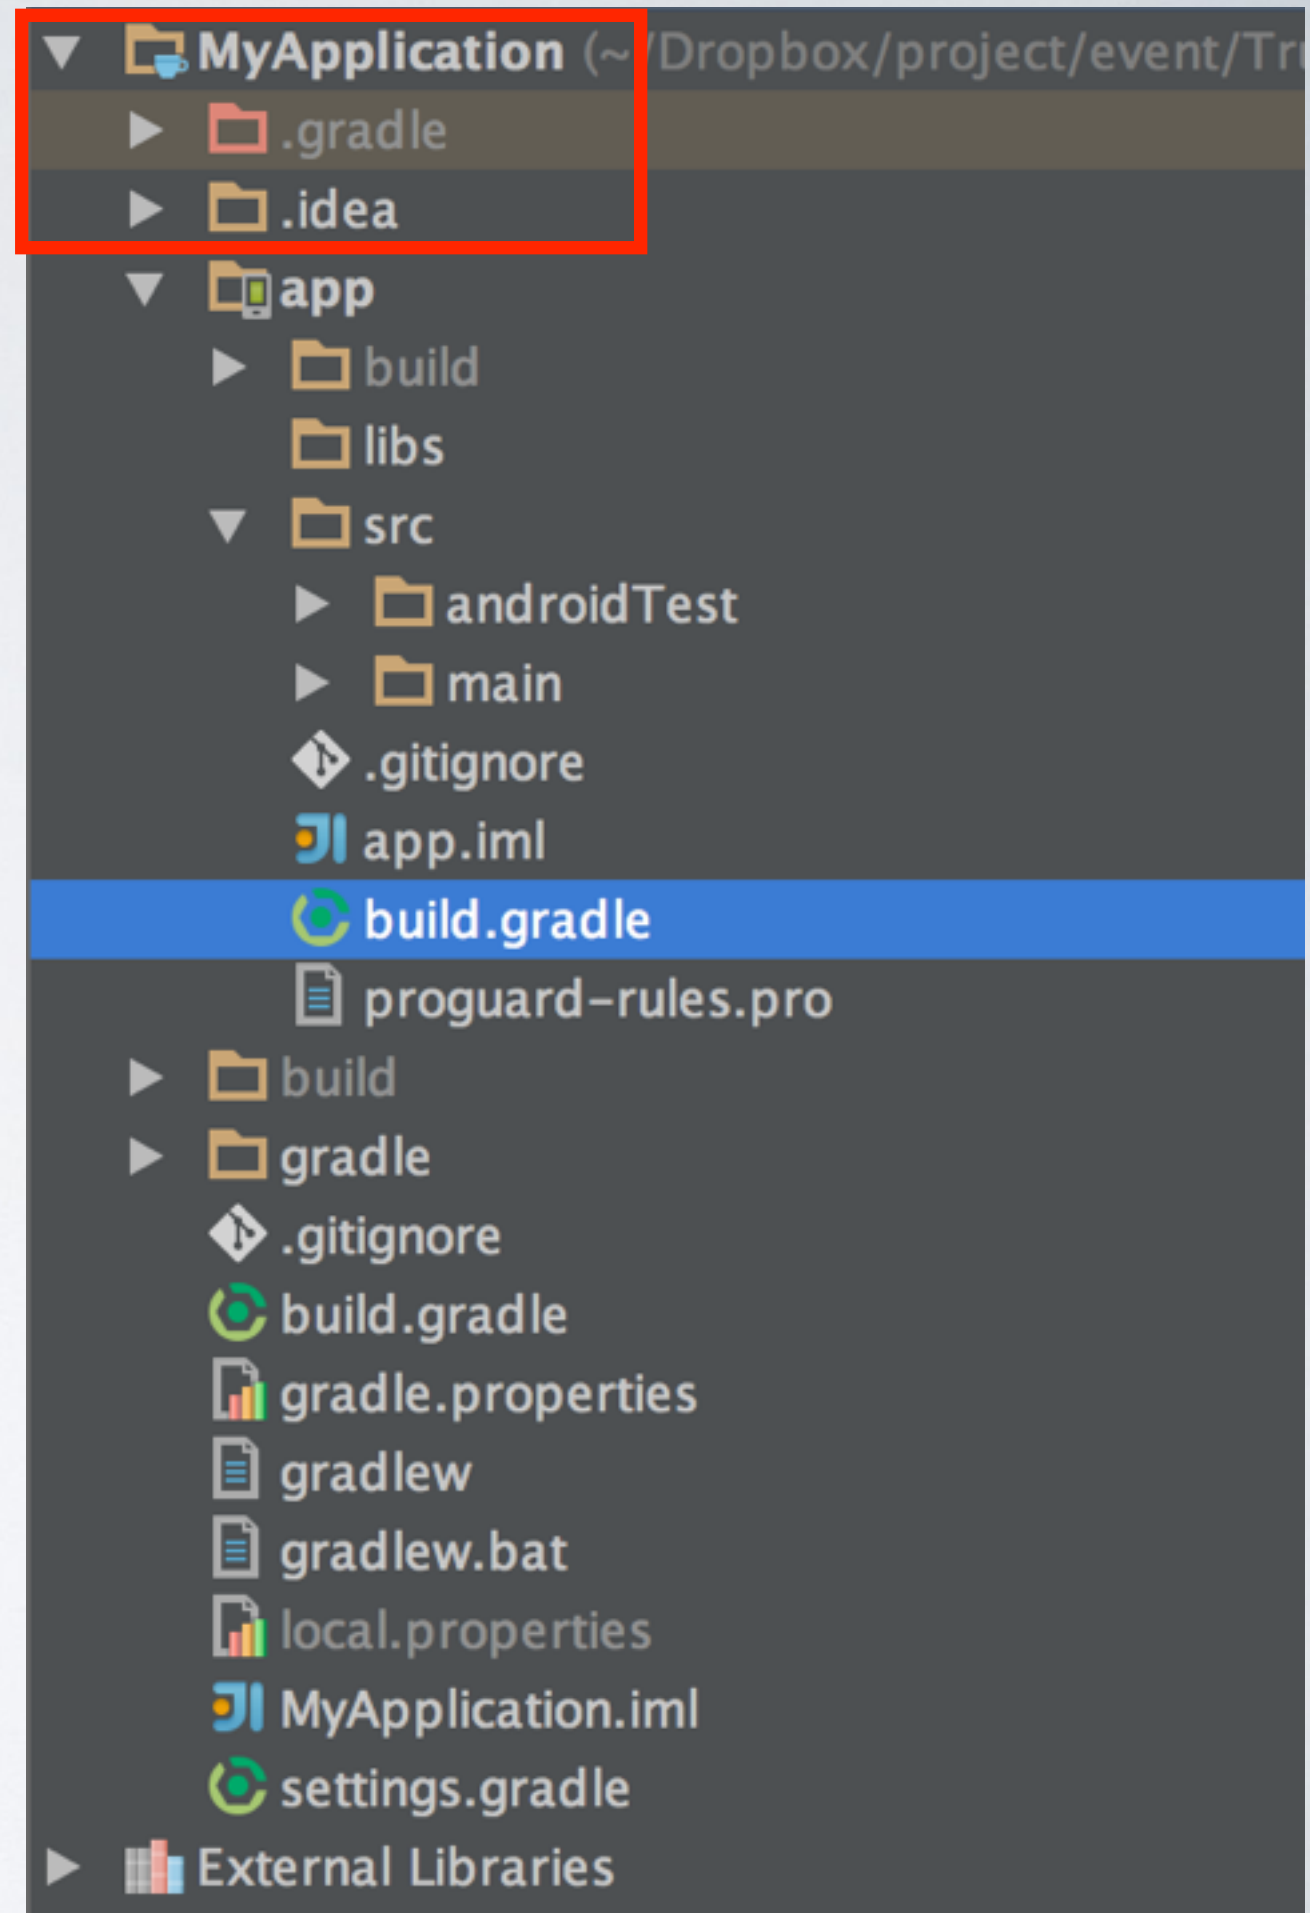 MyApplication (~/Dropbox/project/event/Tru
.gradle
.idea
app
build
libs
src
androidTest
main
.gitignore
app.iml
build.gradle
proguard-rules.pro
build
gradle
.gitignore
build.gradle
gradle.properties
gradlew
gradlew.bat
local.properties
MyApplication.iml
settings.gradle
External Libraries